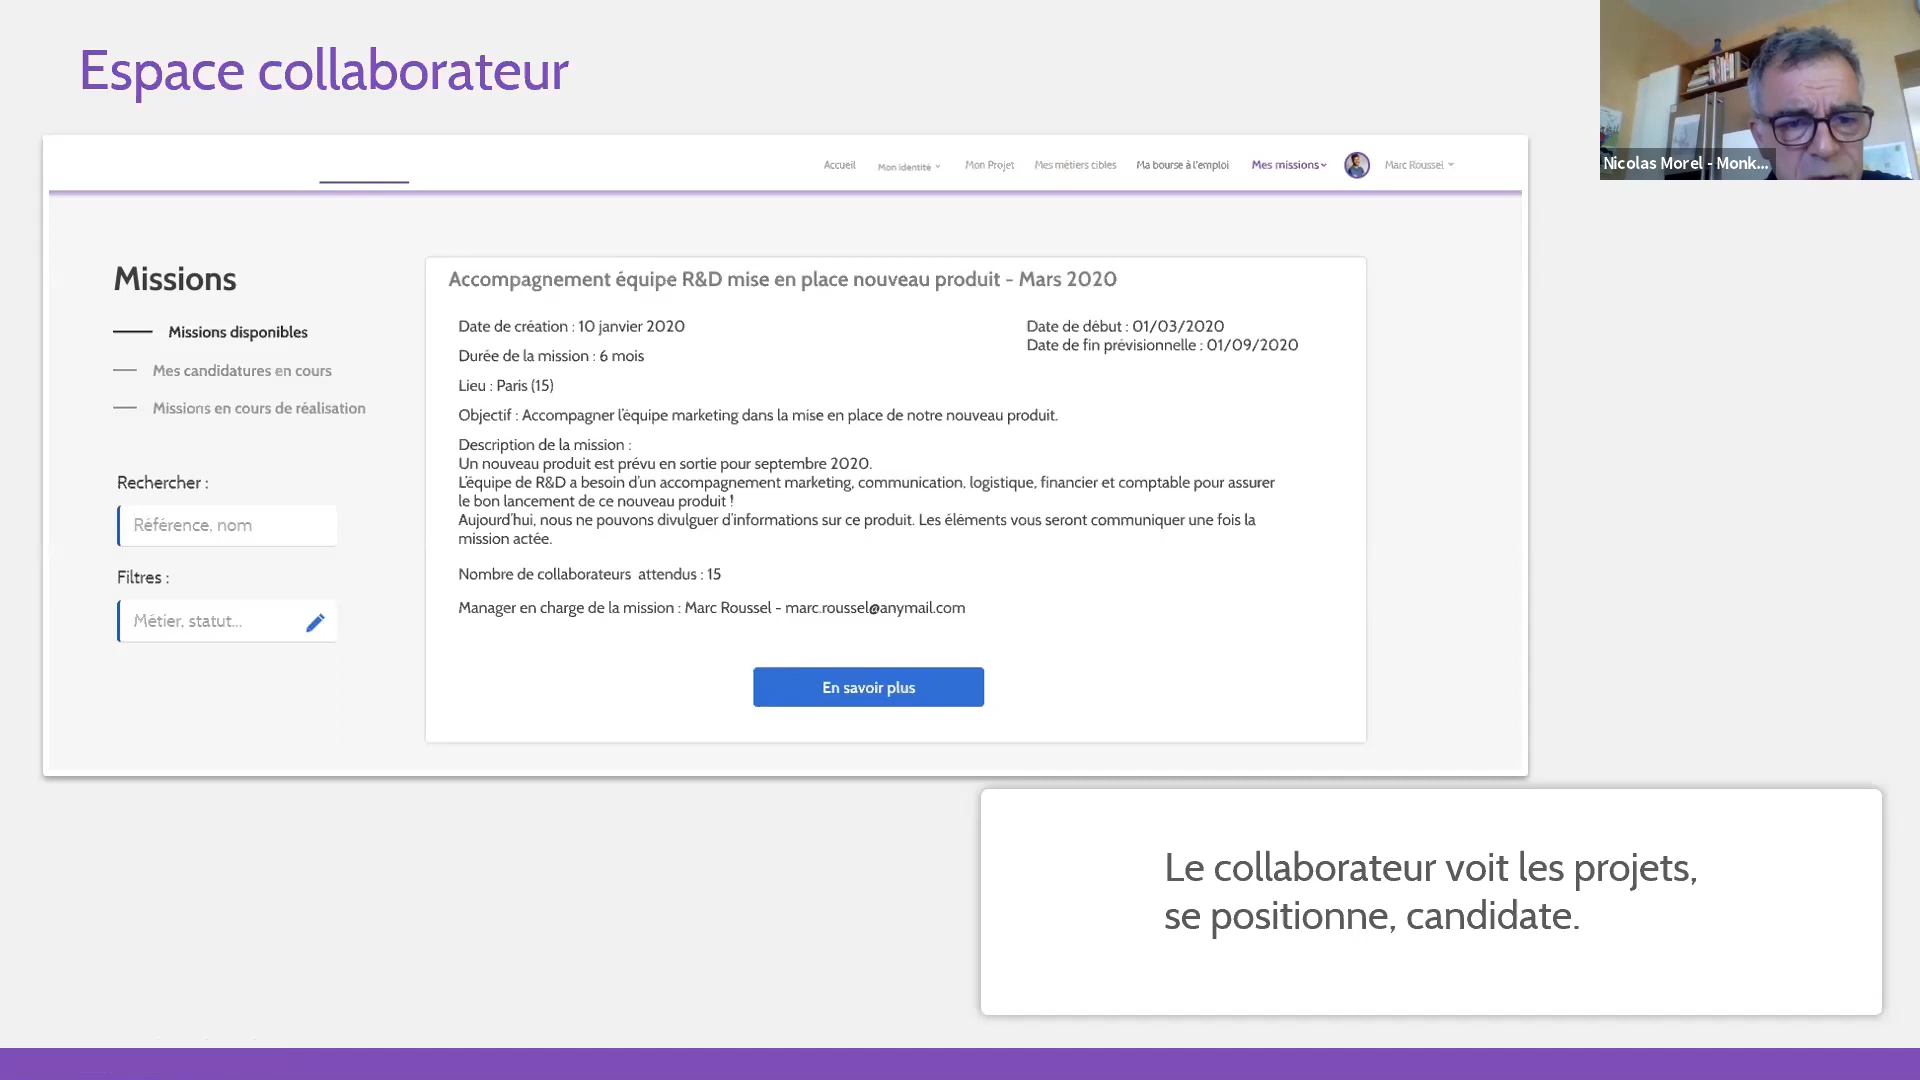 Espace collaborateur
Nicolas Morel - Monk...
Accueil Mon identité Mon Projet Mes métiers cibles Ma bourse à l'emploi Mes missions Marc Roussel
Missions
Missions disponibles
Mes candidatures en cours
Missions en cours de réalisation
Rechercher :
Référence, nom
Filtres :
Métier, statut...
Accompagnement équipe R&D mise en place nouveau produit - Mars 2020
Date de création : 10 janvier 2020
Date de début : 01/03/2020
Date de fin prévisionnelle : 01/09/2020
Durée de la mission : 6 mois
Lieu : Paris (15)
Objectif : Accompagner l'équipe marketing dans la mise en place de notre nouveau produit.
Description de la mission :
Un nouveau produit est prévu en sortie pour septembre 2020.
L'équipe de R&D a besoin d'un accompagnement marketing, communication, logistique, financier et comptable pour assurer
le bon lancement de ce nouveau produit !
Aujourd'hui, nous ne pouvons divulguer d'informations sur ce produit. Les éléments vous seront communiquer une fois la
mission actée.
Nombre de collaborateurs attendus : 15
Manager en charge de la mission : Marc Roussel - marc.roussel@anymail.com
En savoir plus
Le collaborateur voit les projets,
se positionne, candidate.